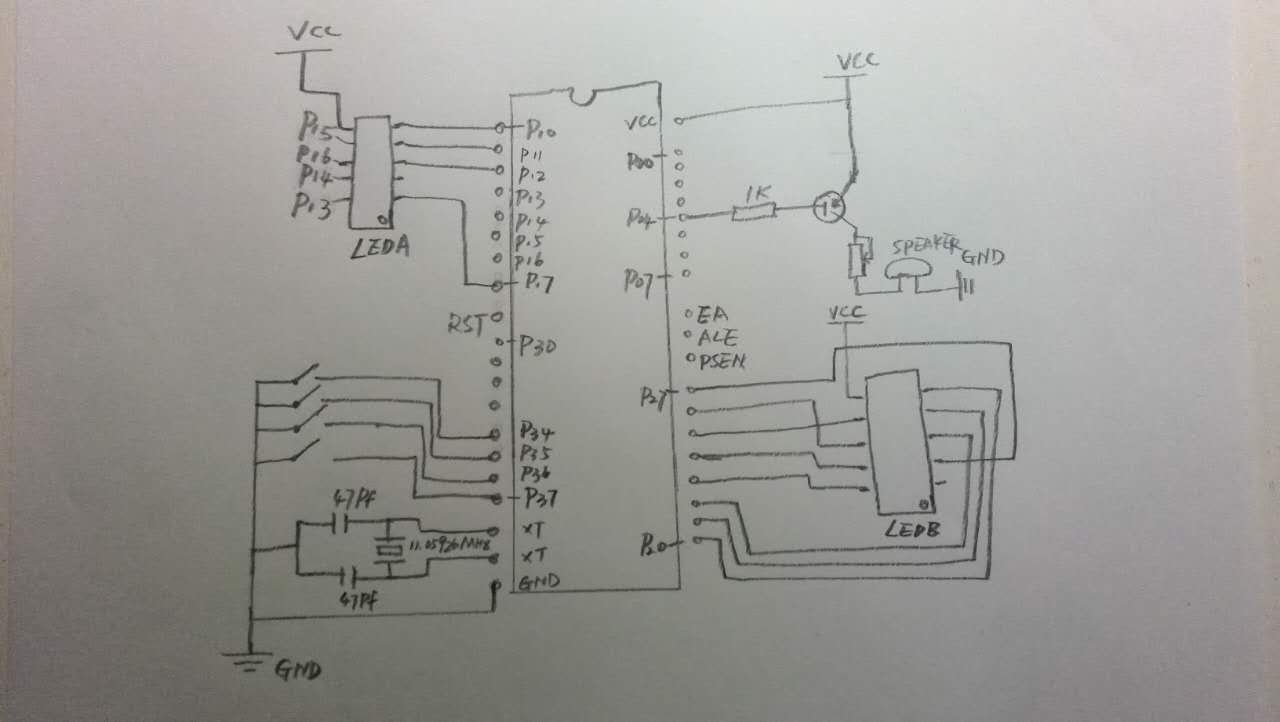 VCC
P15
P16
P14
P13
LEDA
RST
P10
P11
P12
P13
P14
P15
P16
P17
P30
P34
P35
P36
P37
XT
XT
GND
47Pf
11.0592MHz
47Pf
GND
VCC
P00
P04
P07
EA
ALE
PSEN
P27
P20
VCC
1K
SPEAKER
GND
VCC
LEDB